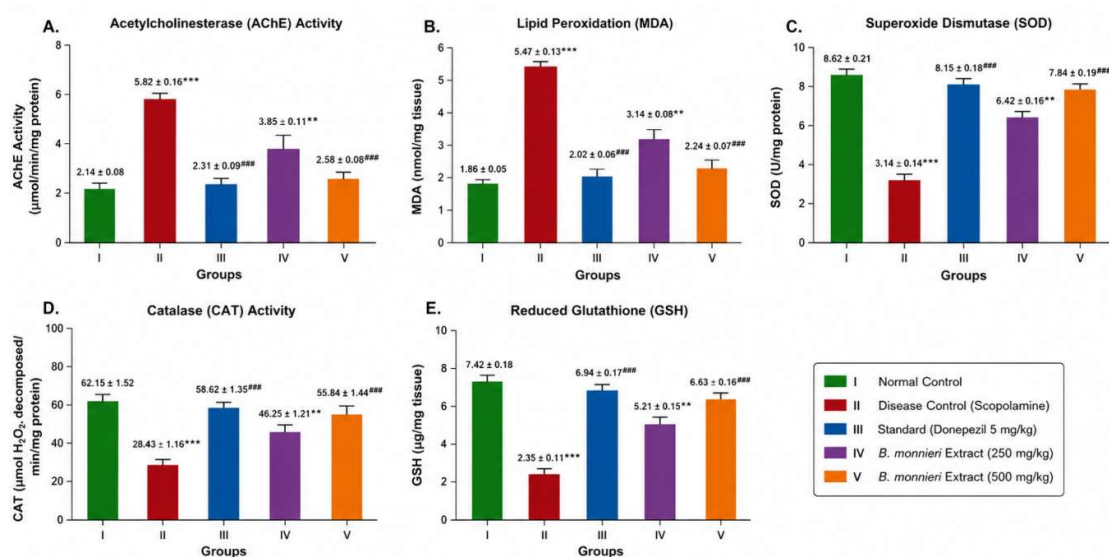 A.
Acetylcholinesterase (AChE) Activity
AChE Activity
(µmol/min/mg protein)
8
6
4
2
0
2.14 ± 0.08
5.82 ± 0.16***
2.31 ± 0.09###
3.85 ± 0.11**
2.58 ± 0.08###
I
II
III
IV
V
Groups
B.
Lipid Peroxidation (MDA)
MDA (nmol/mg tissue)
6
5
4
3
2
1
0
1.86 ± 0.05
5.47 ± 0.13***
2.02 ± 0.06###
3.14 ± 0.08**
2.24 ± 0.07###
I
II
III
IV
V
Groups
C.
Superoxide Dismutase (SOD)
SOD (U/mg protein)
10
8
6
4
2
0
8.62 ± 0.21
3.14 ± 0.14***
8.15 ± 0.18###
6.42 ± 0.16**
7.84 ± 0.19###
I
II
III
IV
V
Groups
D.
Catalase (CAT) Activity
CAT (µmol H₂O₂. decomposed/
min/mg protein)
100
80
60
40
20
0
62.15 ± 1.52
28.43 ± 1.16***
58.62 ± 1.35###
46.25 ± 1.21**
55.84 ± 1.44###
I
II
III
IV
V
Groups
E.
Reduced Glutathione (GSH)
GSH (µg/mg tissue)
8
6
4
2
0
7.42 ± 0.18
2.35 ± 0.11***
6.94 ± 0.17###
5.21 ± 0.15**
6.63 ± 0.16###
I
II
III
IV
V
Groups
I Normal Control
II Disease Control (Scopolamine)
III Standard (Donepezil 5 mg/kg)
IV B. monnieri Extract (250 mg/kg)
V B. monnieri Extract (500 mg/kg)